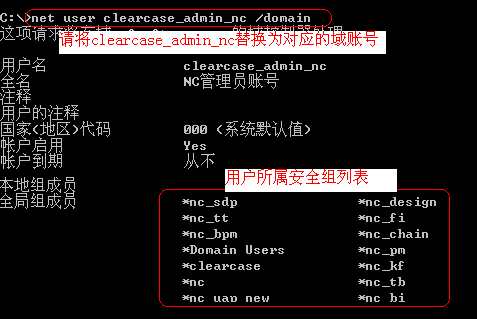 C:\>net user clearcase_admin_nc /domain
这项请求将在域
请将clearcase_admin_nc替换为对应的域账号
用户名 clearcase_admin_nc
全名 NC管理员账号
注释
用户的注释
国家(地区)代码 000 (系统默认值)
帐户启用 Yes
帐户到期 从不
用户所属安全组列表
本地组成员
全局组成员 *nc_sdp *nc_design
*nc_tt *nc_fi
*nc_bpm *nc_chain
*Domain Users *nc_pm
*clearcase *nc_kf
*nc *nc_tb
*nc_uap_new *nc_bi